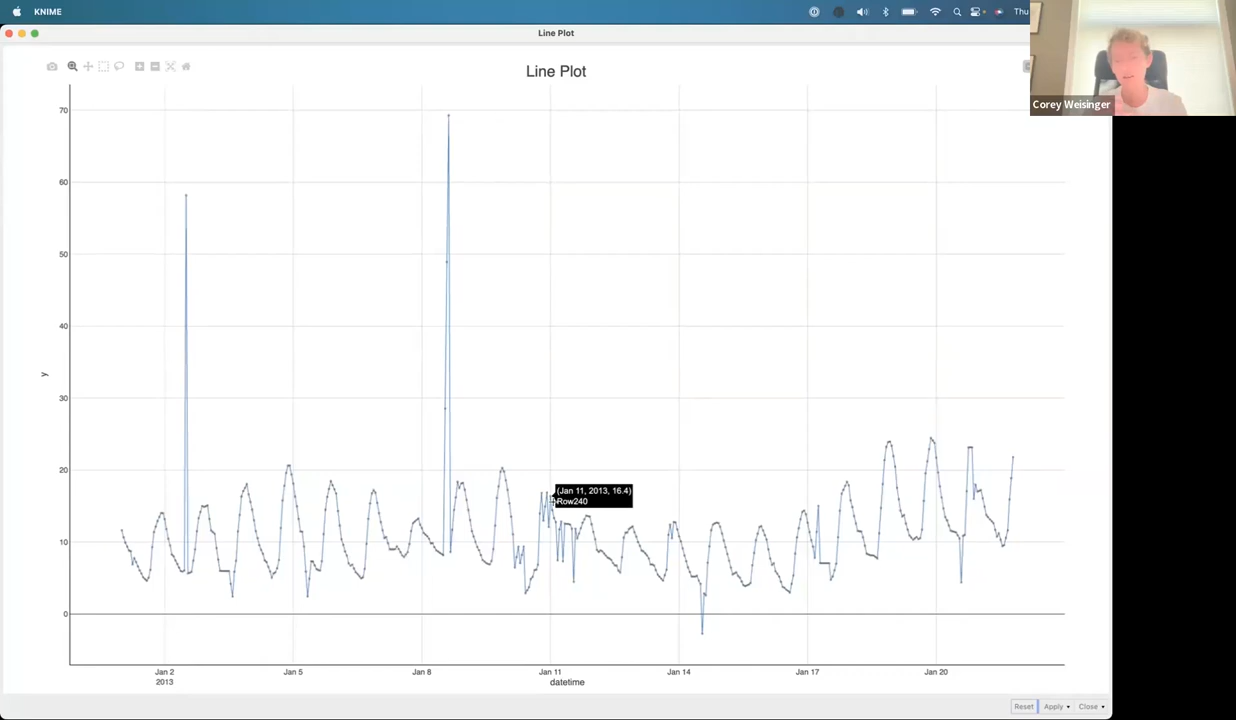 KNIME
Thu
Line Plot
Line Plot
Corey Weisinger
70
60
50
40
30
20
10
0
y
(Jan 11, 2013, 16.4)
Row240
Jan 2
2013
Jan 5
Jan 8
Jan 11
Jan 14
Jan 17
Jan 20
datetime
Reset
Apply
Close